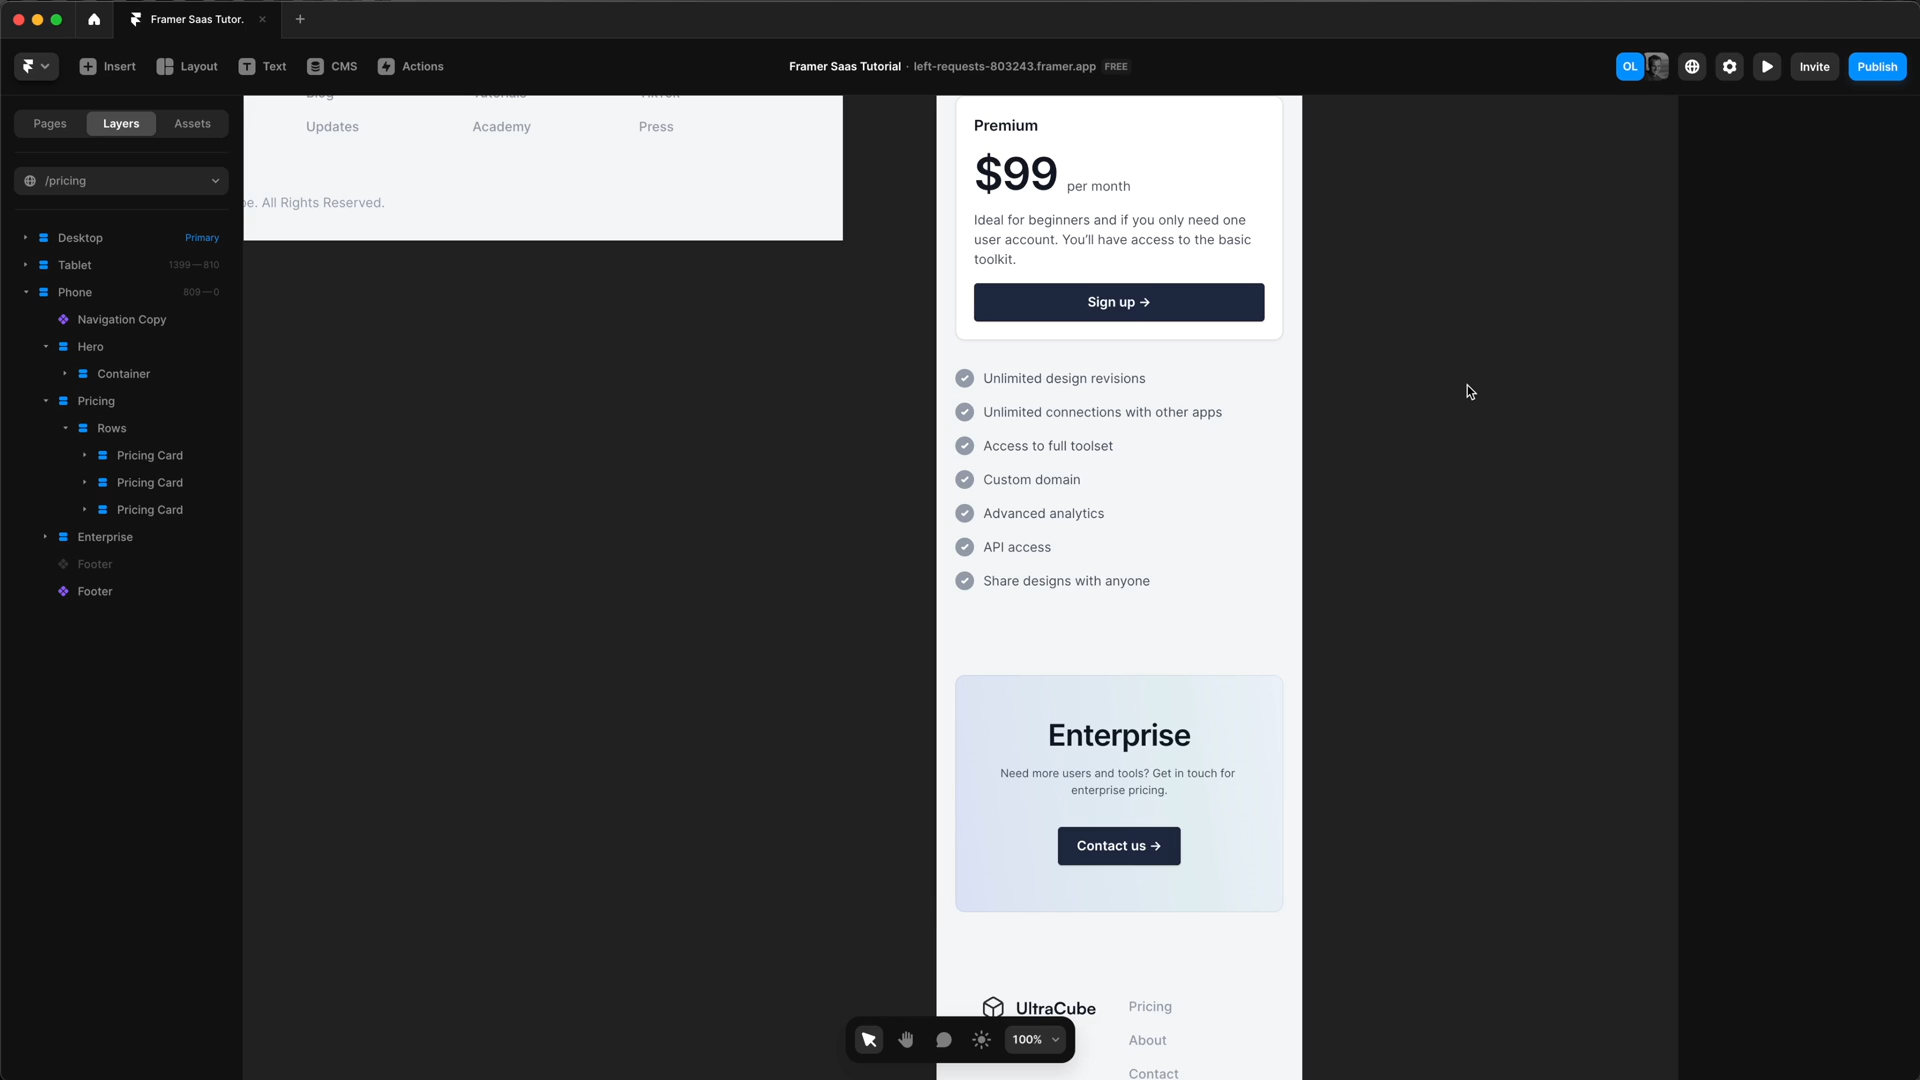 Framer Saas Tutor.
Insert
Layout
Text
CMS
Actions
Framer Saas Tutorial · left-requests-803243.framer.app FREE
OL
Invite
Publish
Pages
Layers
Assets
/pricing
Desktop
Primary
Tablet
1399—810
Phone
809—0
Navigation Copy
Hero
Container
Pricing
Rows
Pricing Card
Pricing Card
Pricing Card
Enterprise
Footer
Footer
Blog
Tutorials
TikTok
Updates
Academy
Press
All Rights Reserved.
Premium
$99 per month
Ideal for beginners and if you only need one
user account. You'll have access to the basic
toolkit.
Sign up →
Unlimited design revisions
Unlimited connections with other apps
Access to full toolset
Custom domain
Advanced analytics
API access
Share designs with anyone
Enterprise
Need more users and tools? Get in touch for
enterprise pricing.
Contact us →
UltraCube
Pricing
About
Contact
100%